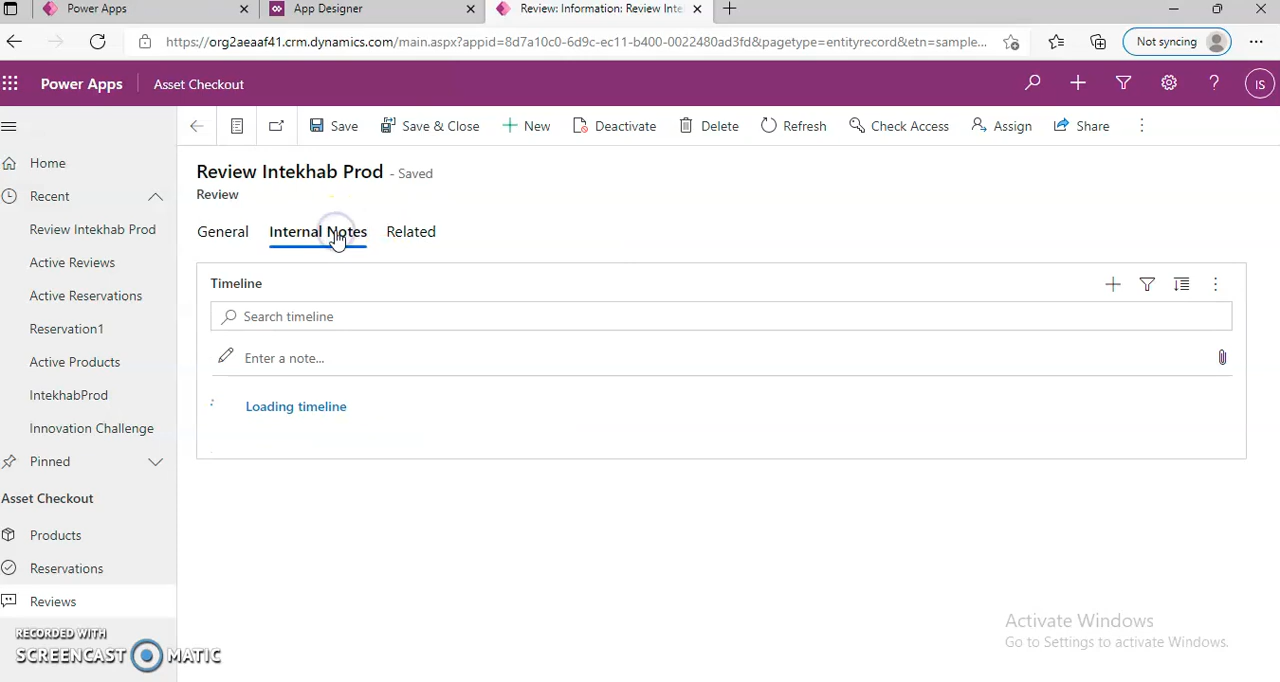 Power Apps
App Designer
Review: Information: Review Inte
https://org2aeaaf41.crm.dynamics.com/main.aspx?appid=8d7a10c0-6d9c-ec11-b400-0022480ad3fd&pagetype=entityrecord&etn=sample...
Not syncing
Power Apps
Asset Checkout
IS
Save
Save & Close
New
Deactivate
Delete
Refresh
Check Access
Assign
Share
Home
Recent
Review Intekhab Prod
Active Reviews
Active Reservations
Reservation1
Active Products
IntekhabProd
Innovation Challenge
Pinned
Asset Checkout
Products
Reservations
Reviews
Review Intekhab Prod - Saved
Review
General
Internal Notes
Related
Timeline
Search timeline
Enter a note...
Loading timeline
Activate Windows
Go to Settings to activate Windows.
RECORDED WITH
SCREENCAST MATIC